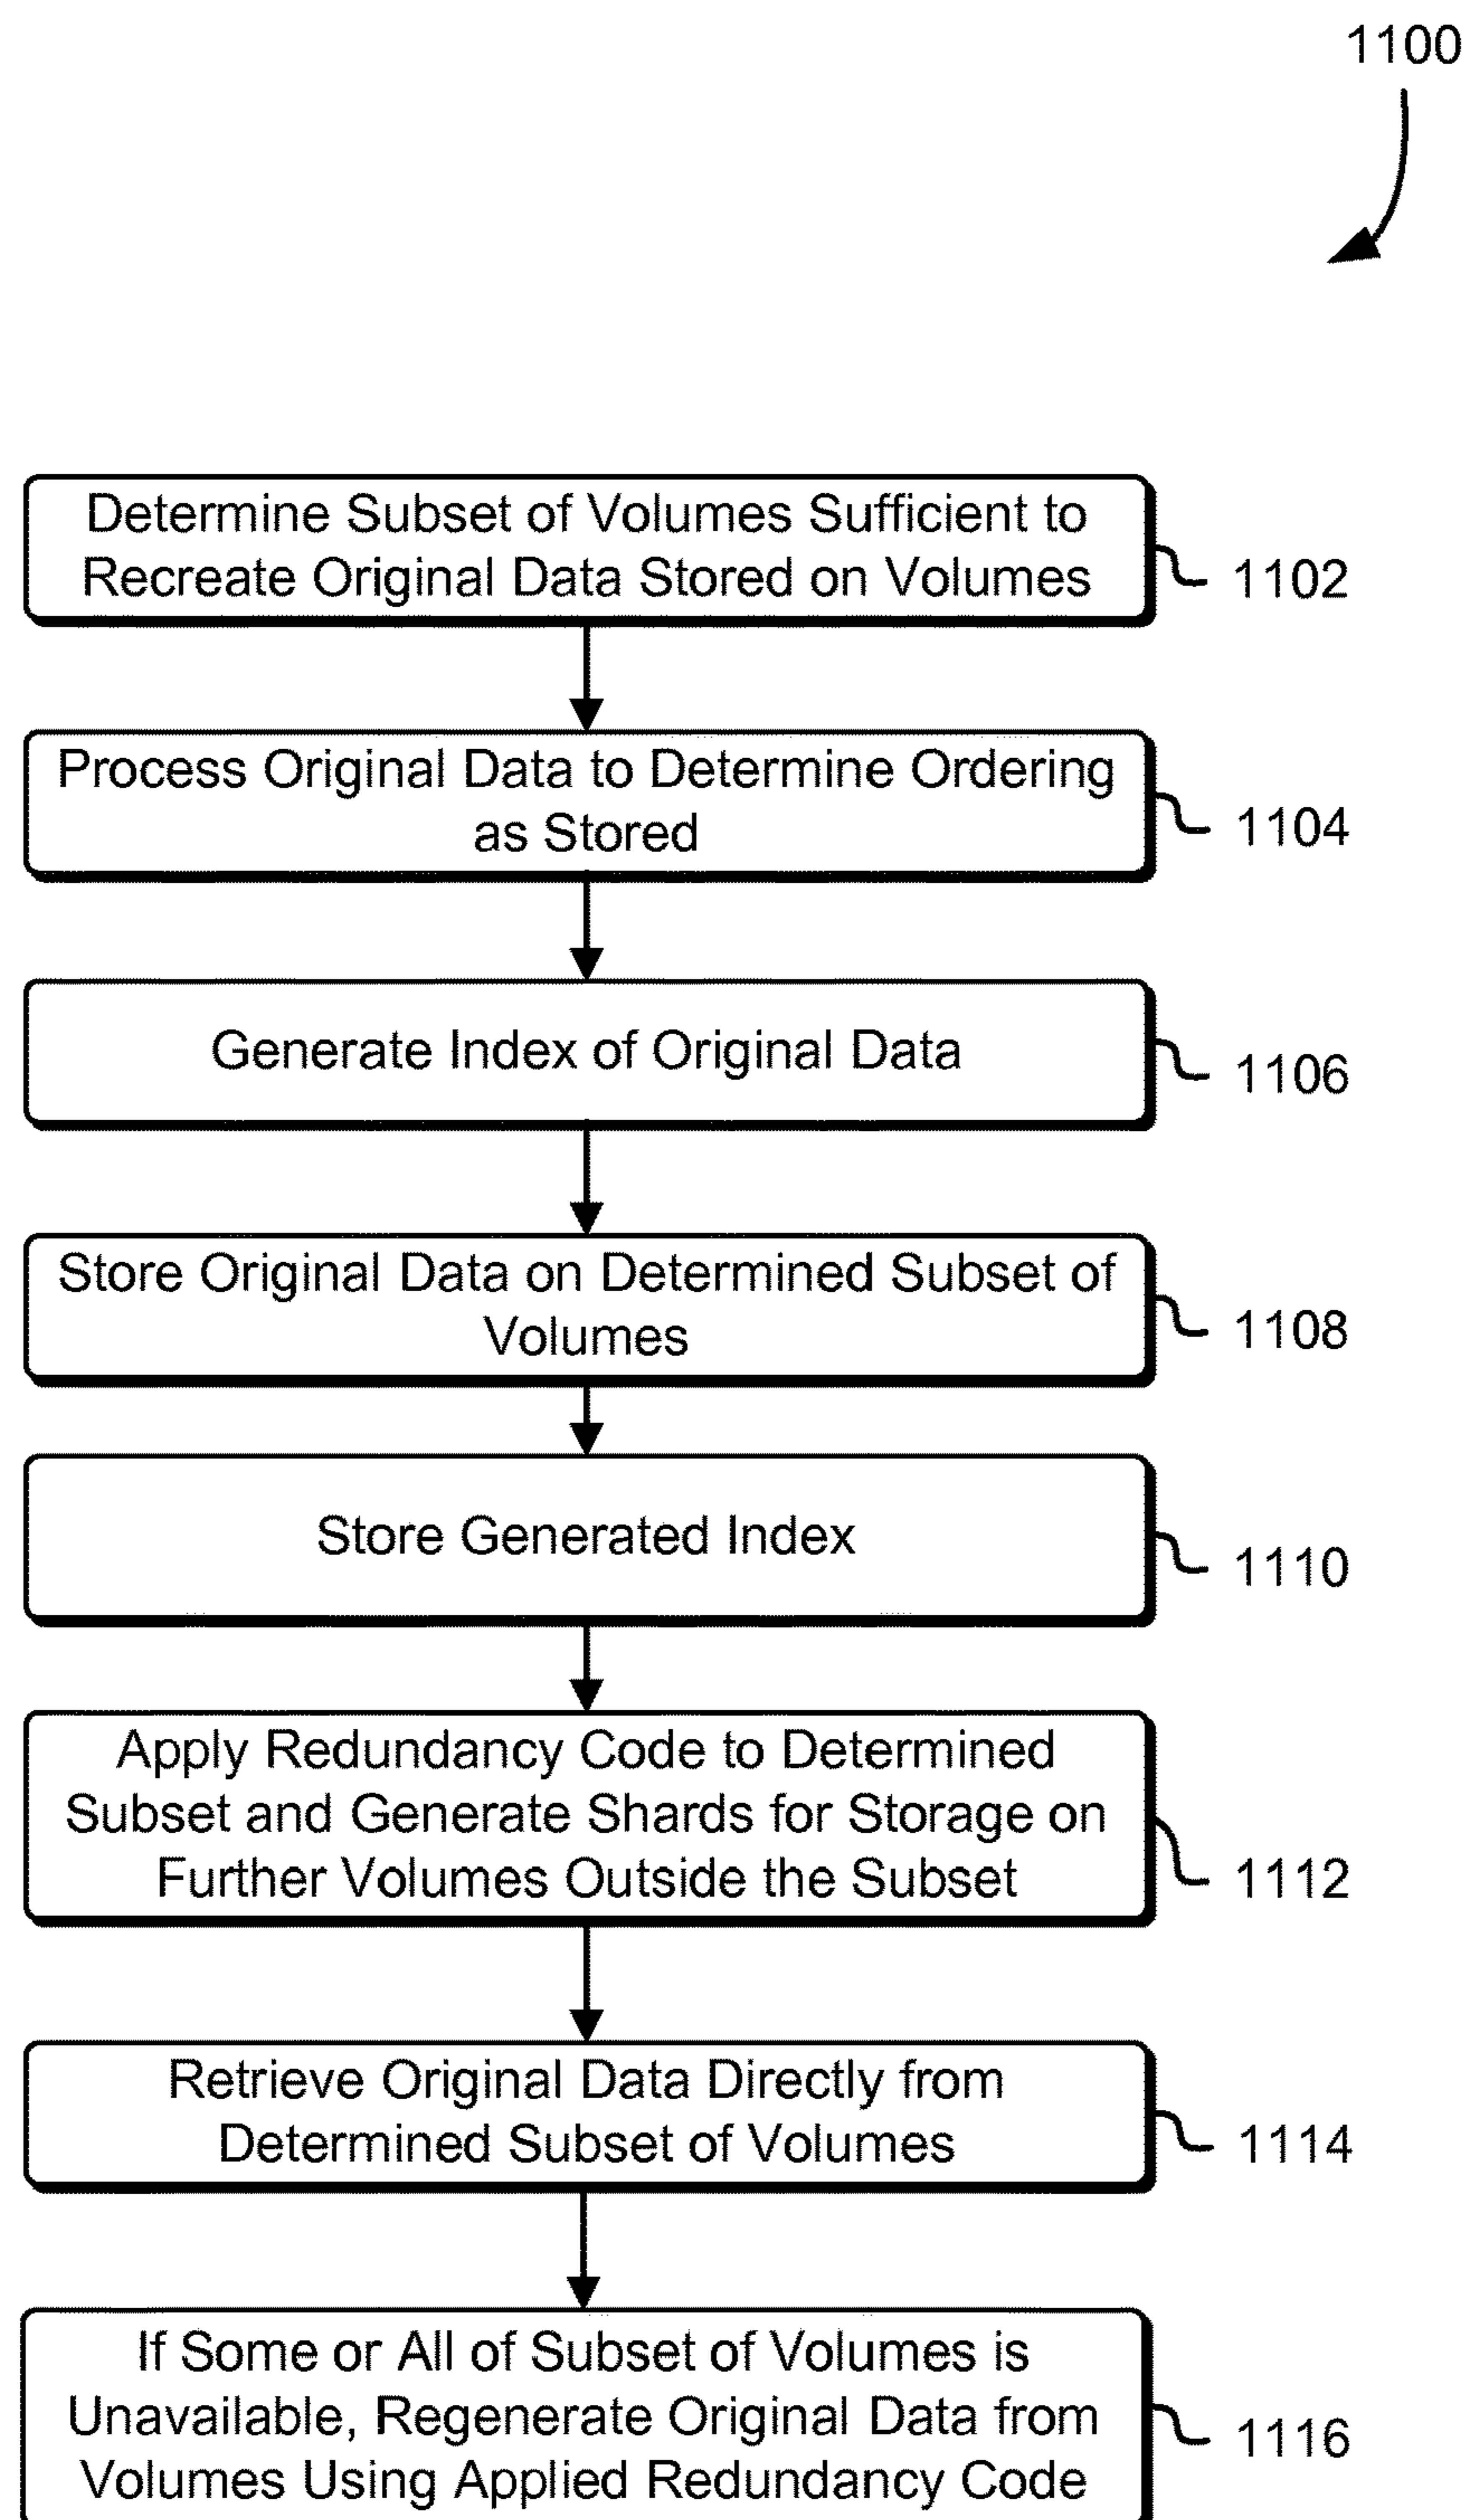 1100
Determine Subset of Volumes Sufficient to
Recreate Original Data Stored on Volumes
1102
Process Original Data to Determine Ordering
as Stored
1104
Generate Index of Original Data
1106
Store Original Data on Determined Subset of
Volumes
1108
Store Generated Index
1110
Apply Redundancy Code to Determined
Subset and Generate Shards for Storage on
Further Volumes Outside the Subset
1112
Retrieve Original Data Directly from
Determined Subset of Volumes
1114
If Some or All of Subset of Volumes is
Unavailable, Regenerate Original Data from
Volumes Using Applied Redundancy Code
1116